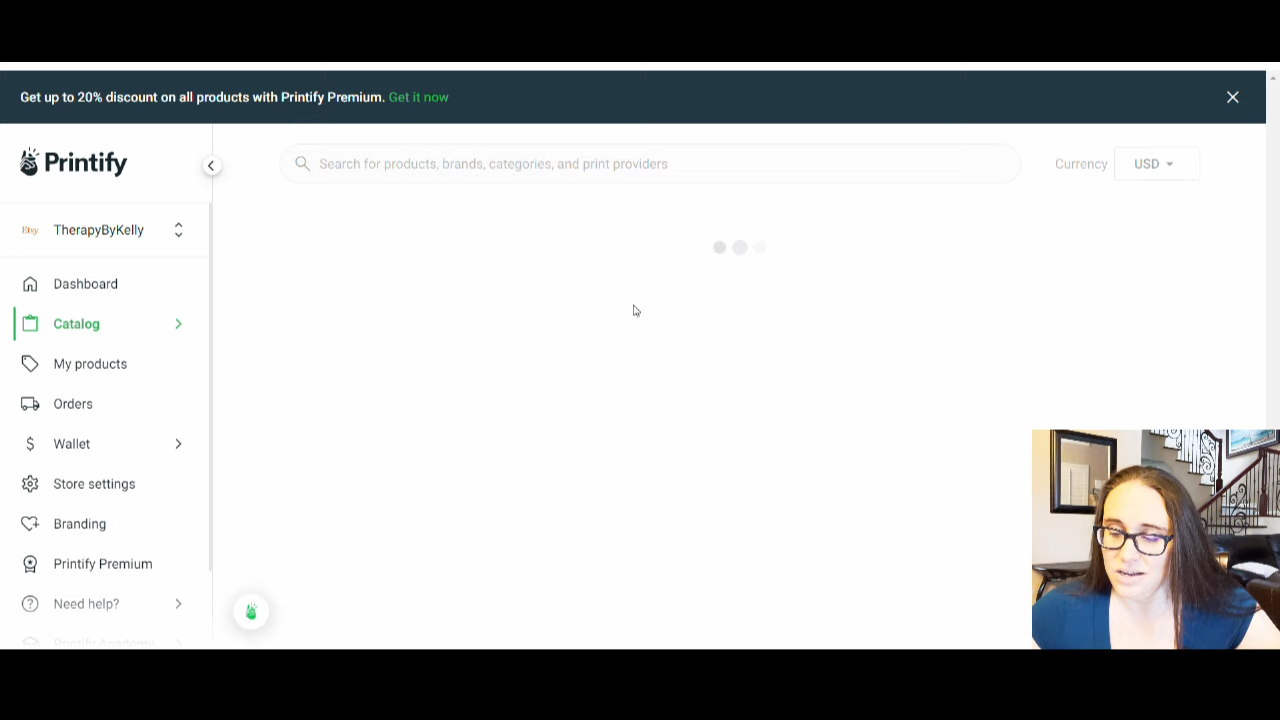 Get up to 20% discount on all products with Printify Premium. Get it now
Printify
Search for products, brands, categories, and print providers
Currency USD
Etsy TherapyByKelly
Dashboard
Catalog
My products
Orders
Wallet
Store settings
Branding
Printify Premium
Need help?
Printify Academy